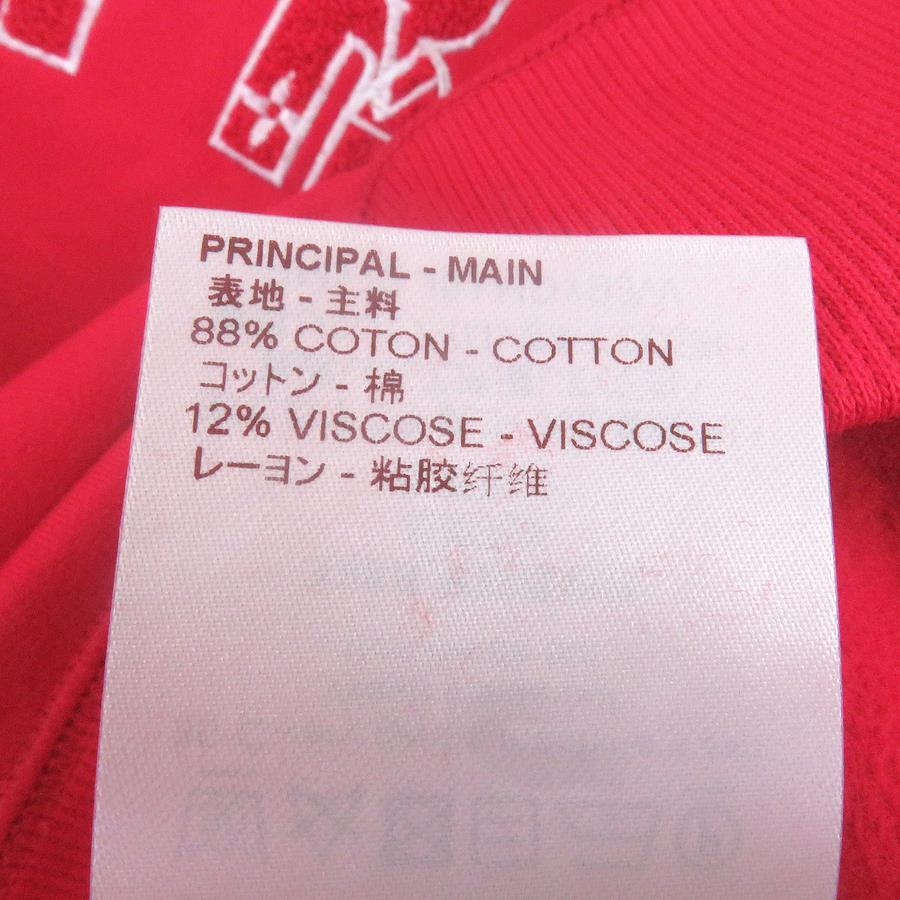 PRINCIPAL - MAIN
表地 - 主料
88% COTON - COTTON
コットン - 棉
12% VISCOSE - VISCOSE
レーヨン - 粘胶纤维